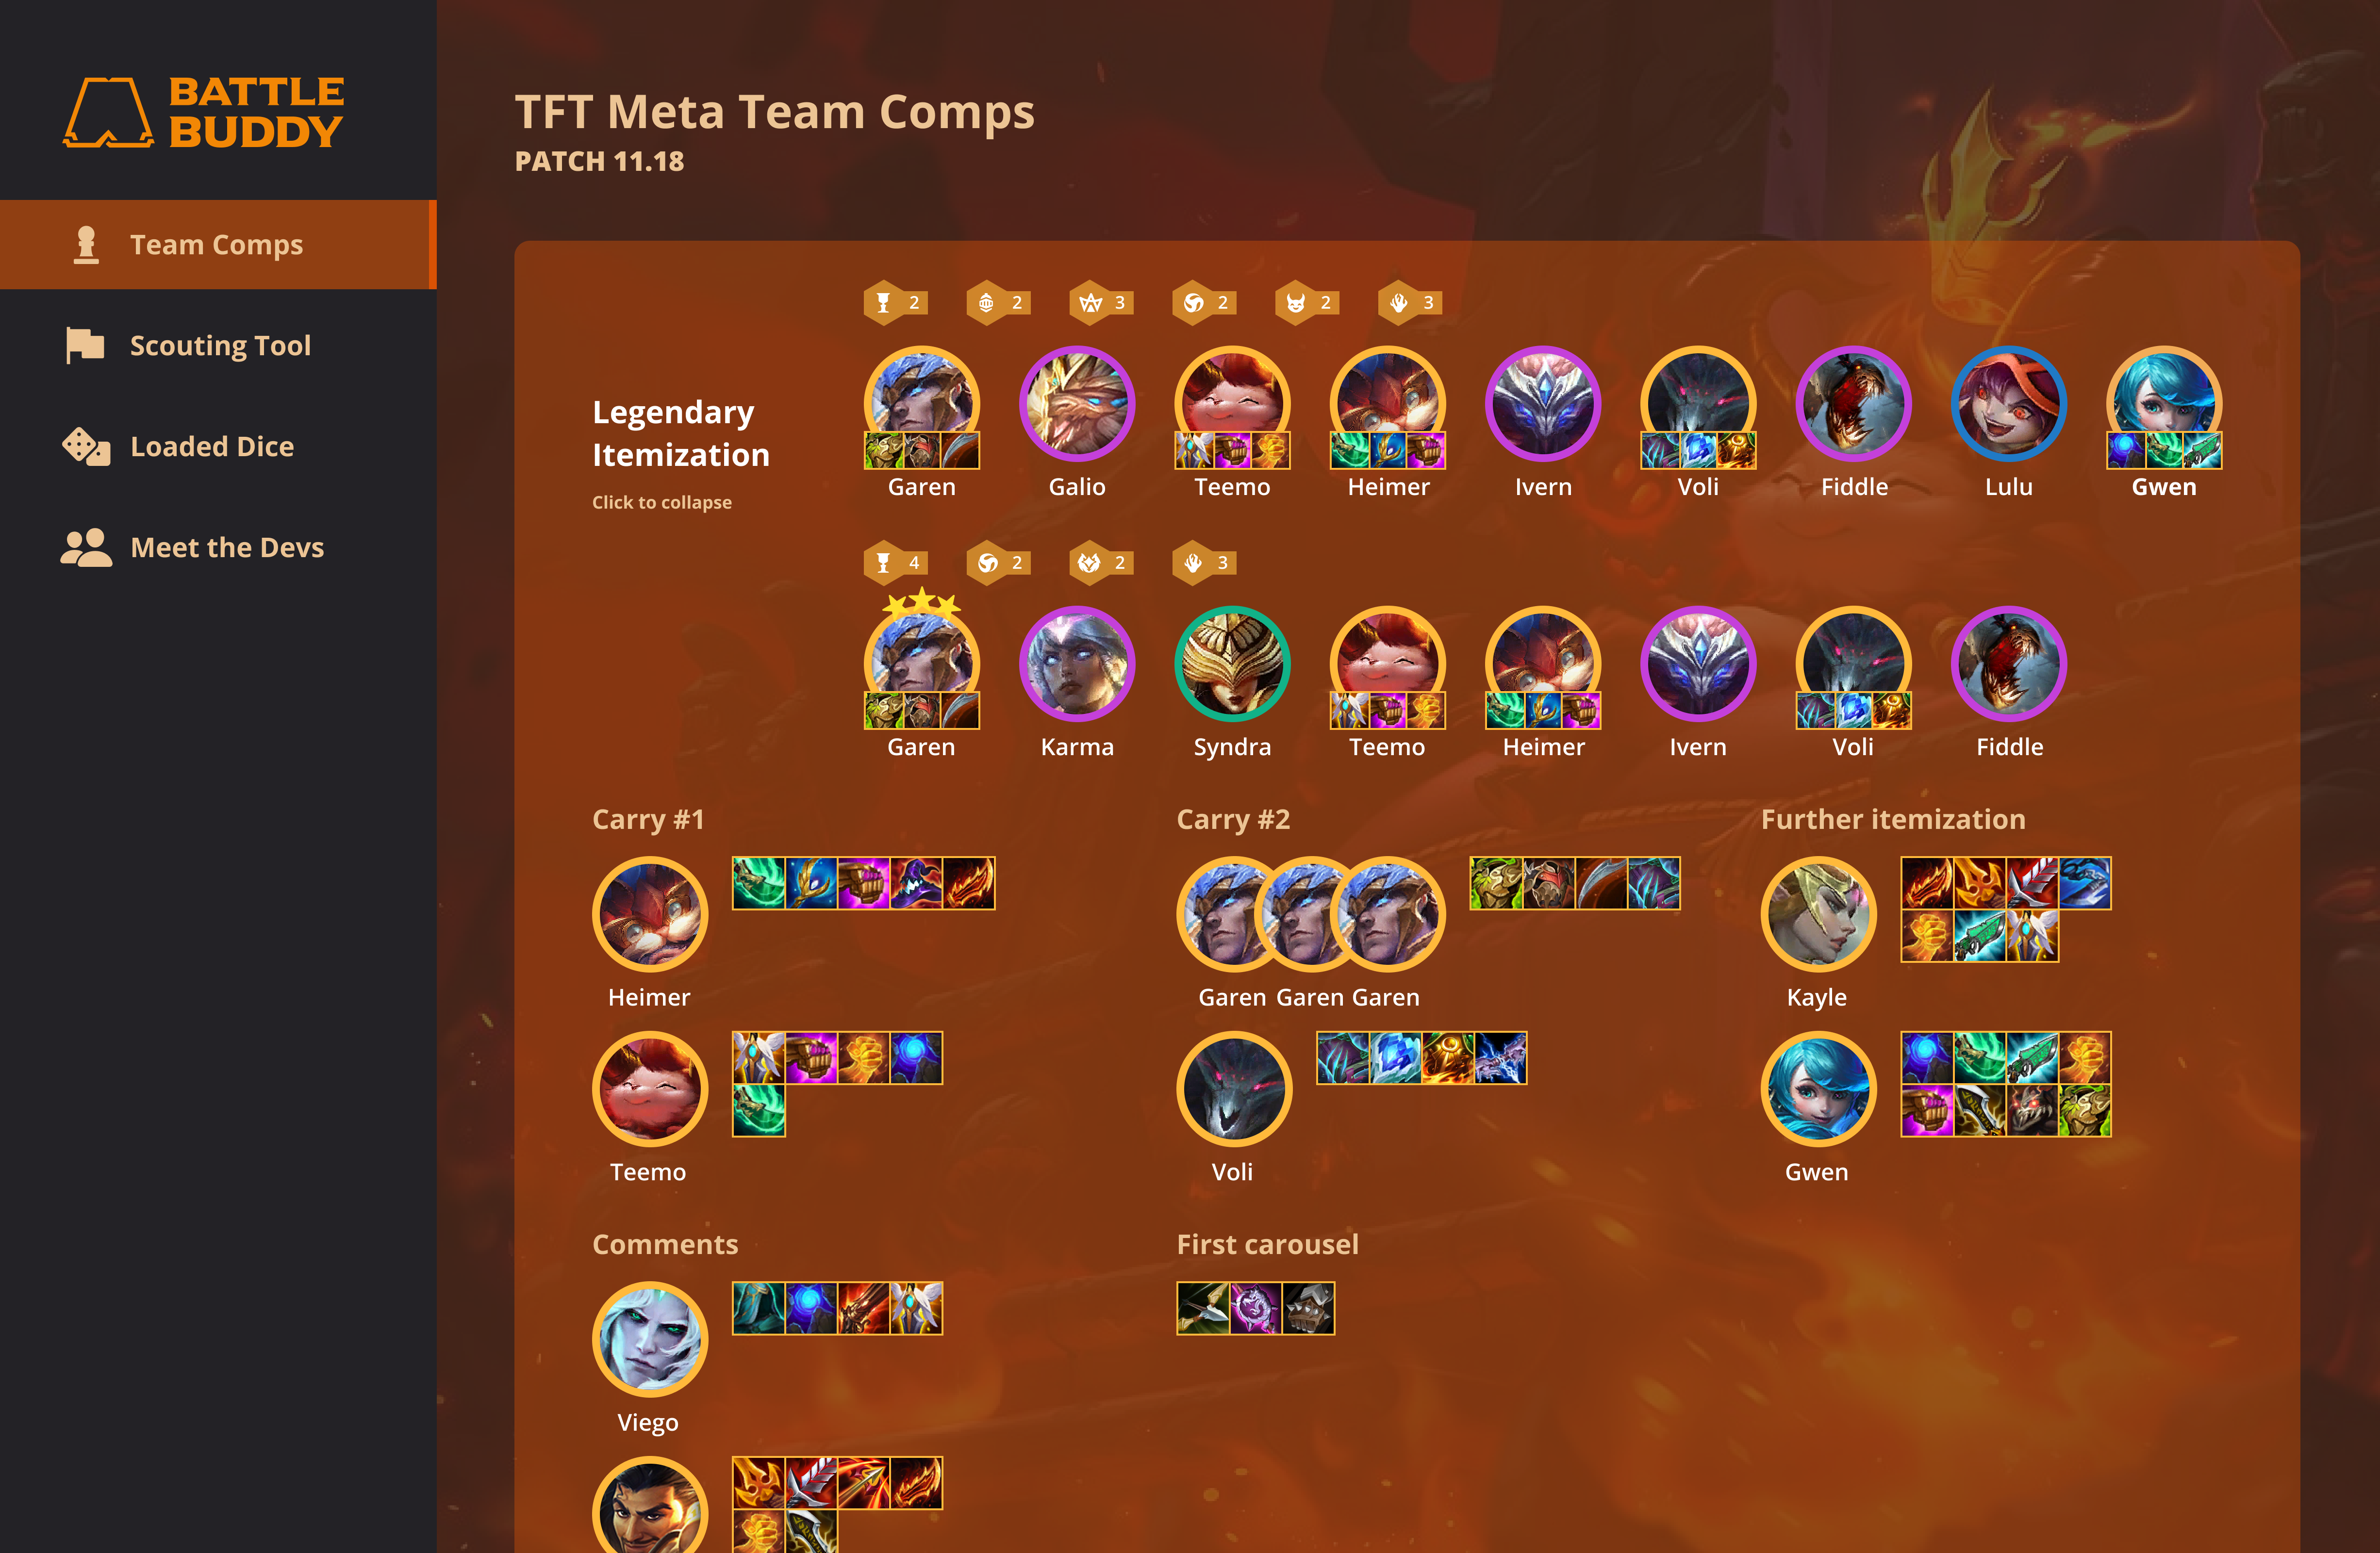 BATTLE
BUDDY
Team Comps
Scouting Tool
Loaded Dice
Meet the Devs
TFT Meta Team Comps
PATCH 11.18
2 2 3 2 2 3
Legendary
Itemization
Click to collapse
Garen Galio Teemo Heimer Ivern Voli Fiddle Lulu Gwen
4 2 2 3
Garen Karma Syndra Teemo Heimer Ivern Voli Fiddle
Carry #1 Carry #2 Further itemization
Heimer Garen Garen Garen Kayle
Teemo Voli Gwen
Comments First carousel
Viego